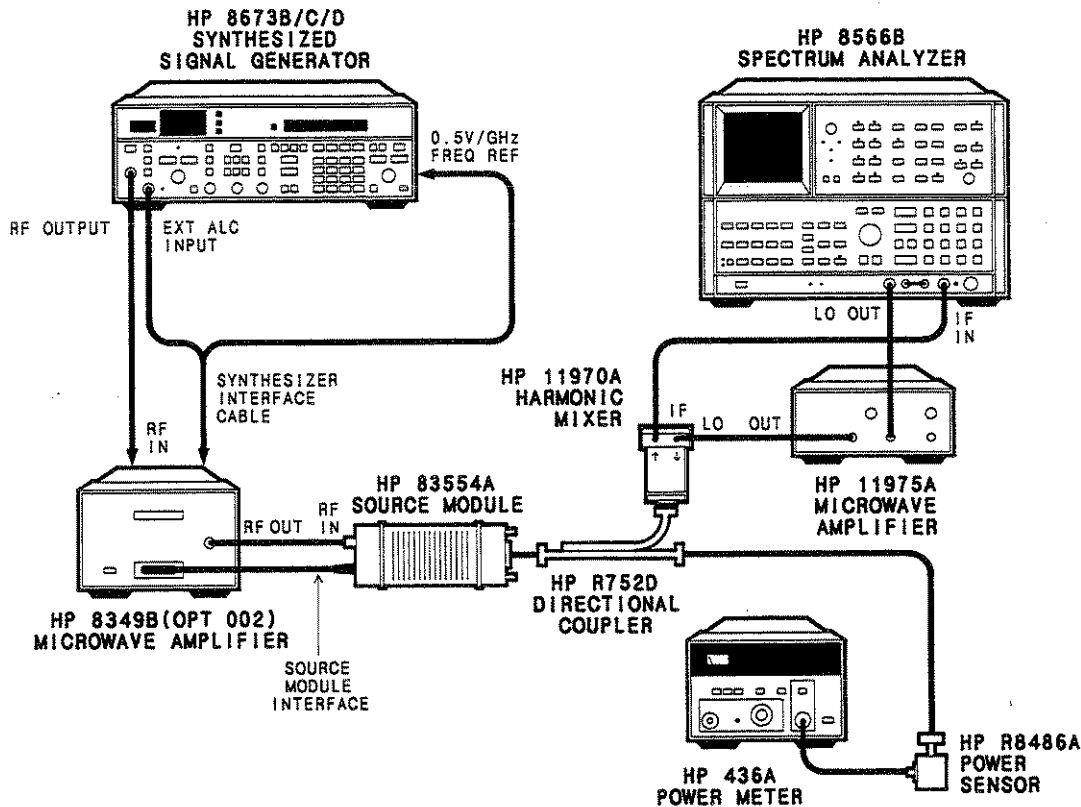 HP 8673B/C/D
SYNTHESIZED
SIGNAL GENERATOR
HP 8566B
SPECTRUM ANALYZER
0.5V/GHz
FREQ REF
RF OUTPUT
EXT ALC
INPUT
LO OUT
IF
IN
SYNTHESIZER
INTERFACE
CABLE
HP 11970A
HARMONIC
MIXER
IF
LO OUT
RF
IN
HP 83554A
SOURCE MODULE
HP 11975A
MICROWAVE
AMPLIFIER
RF OUT
RF
IN
HP R752D
DIRECTIONAL
COUPLER
HP 8349B(OPT 002)
MICROWAVE AMPLIFIER
SOURCE
MODULE
INTERFACE
HP R8486A
POWER
SENSOR
HP 436A
POWER METER